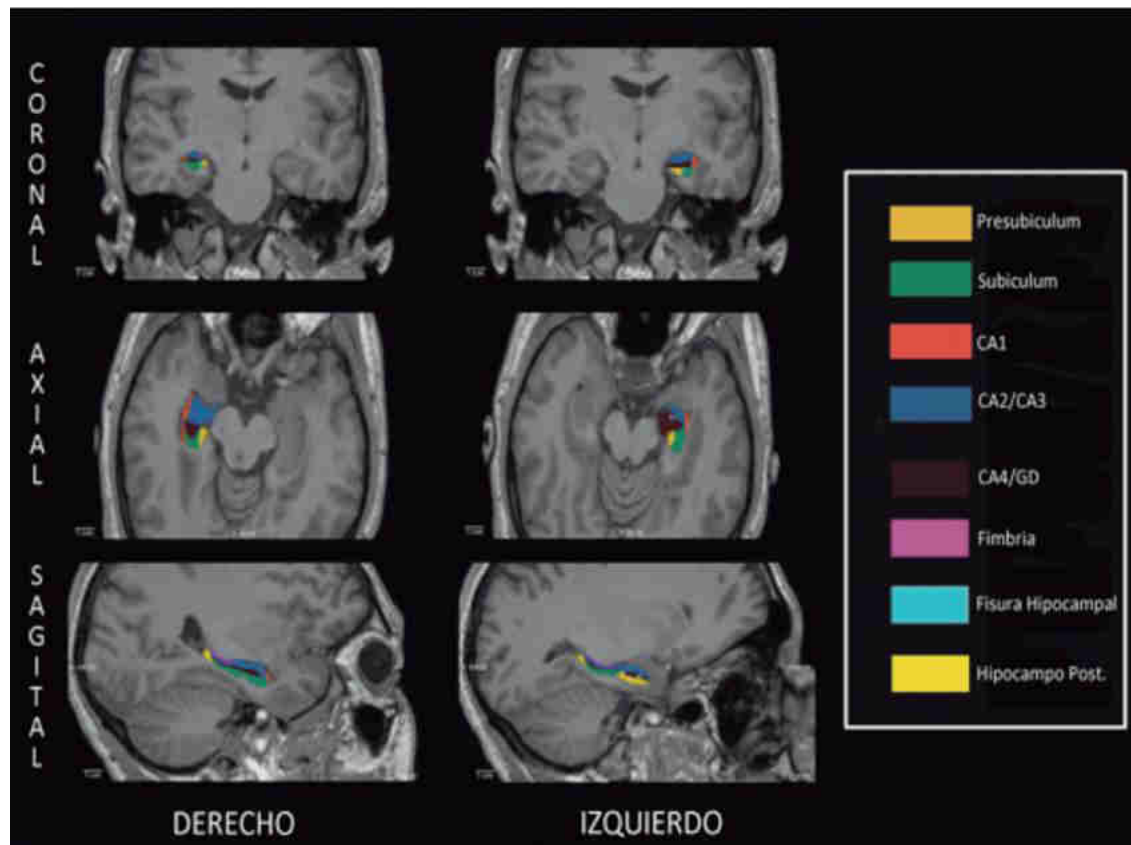 CORONAL
AXIAL
SAGITAL
DERECHO
IZQUIERDO
Presubiculum
Subiculum
CA1
CA2/CA3
CA4/GD
Fimbria
Fisura Hipocampal
Hipocampo Post.